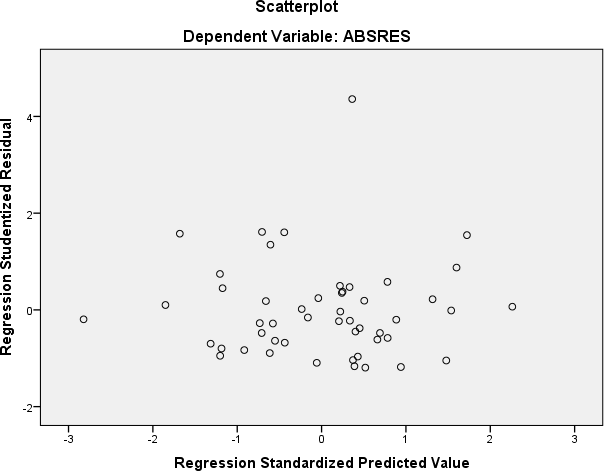 Scatterplot
Dependent Variable: ABSRES
Regression Studentized Residual
4
2
0
-2
-3
-2
-1
0
1
2
3
Regression Standardized Predicted Value